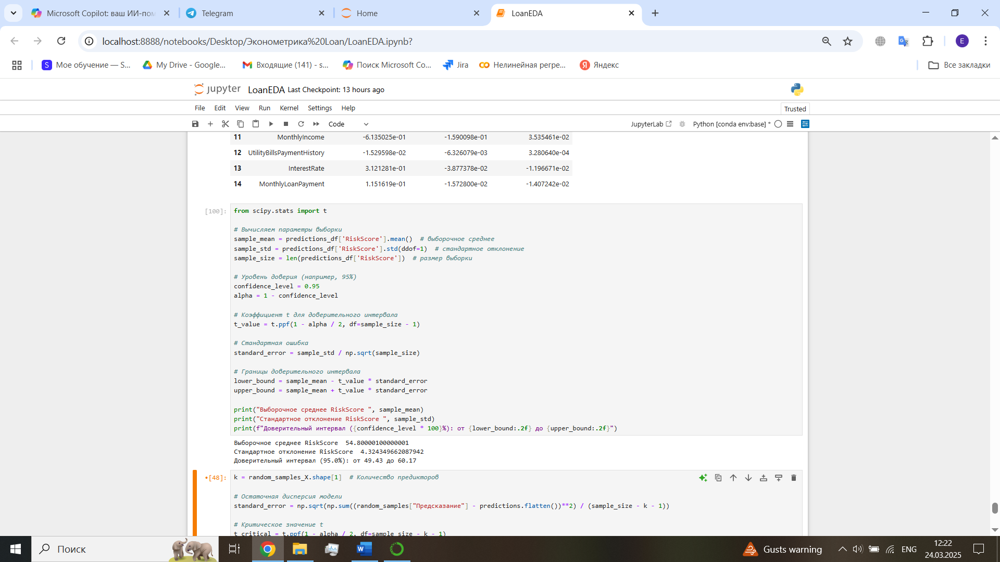 Microsoft Copilot: ваш ИИ-пом
Telegram
Home
LoanEDA
localhost:8888/notebooks/Desktop/Эконометрика%20Loan/LoanEDA.ipynb?
E
S Мое обучение — S...
My Drive - Google...
Входящие (141) - s...
Поиск Microsoft Co...
Jira
Нелинейная регре...
Я Яндекс
Все закладки
jupyter LoanEDA Last Checkpoint: 13 hours ago
File Edit View Run Kernel Settings Help
Trusted
Code
JupyterLab
Python [conda env:base] *
11 MonthlyIncome -6.135025e-01 -1.590098e-01 3.535461e-02
12 UtilityBillsPaymentHistory -1.529598e-02 -6.326079e-03 3.280640e-04
13 InterestRate 3.121281e-01 -3.877378e-02 -1.196671e-02
14 MonthlyLoanPayment 1.151619e-01 -1.572800e-02 -1.407242e-02
[100]: from scipy.stats import t
# Вычисляем параметры выборки
sample_mean = predictions_df['RiskScore'].mean()  # выборочное среднее
sample_std = predictions_df['RiskScore'].std(ddof=1)  # стандартное отклонение
sample_size = len(predictions_df['RiskScore'])  # размер выборки
# Уровень доверия (например, 95%)
confidence_level = 0.95
alpha = 1 - confidence_level
# Коэффициент t для доверительного интервала
t_value = t.ppf(1 - alpha / 2, df=sample_size - 1)
# Стандартная ошибка
standard_error = sample_std / np.sqrt(sample_size)
# Границы доверительного интервала
lower_bound = sample_mean - t_value * standard_error
upper_bound = sample_mean + t_value * standard_error
print("Выборочное среднее RiskScore ", sample_mean)
print("Стандартное отклонение RiskScore ", sample_std)
print(f"Доверительный интервал ({confidence_level * 100}%): от {lower_bound:.2f} до {upper_bound:.2f}")
Выборочное среднее RiskScore  54.80000100000001
Стандартное отклонение RiskScore  4.324349662087942
Доверительный интервал (95.0%): от 49.43 до 60.17
•[48]: k = random_samples_X.shape[1]  # Количество предикторов
# Остаточная дисперсия модели
standard_error = np.sqrt(np.sum((random_samples["Предсказание"] - predictions.flatten())**2) / (sample_size - k - 1))
# Критическое значение t
t_critical = t.ppf(1 - alpha / 2, df=sample_size - k - 1)
Поиск
Gusts warning
ENG
12:22
24.03.2025